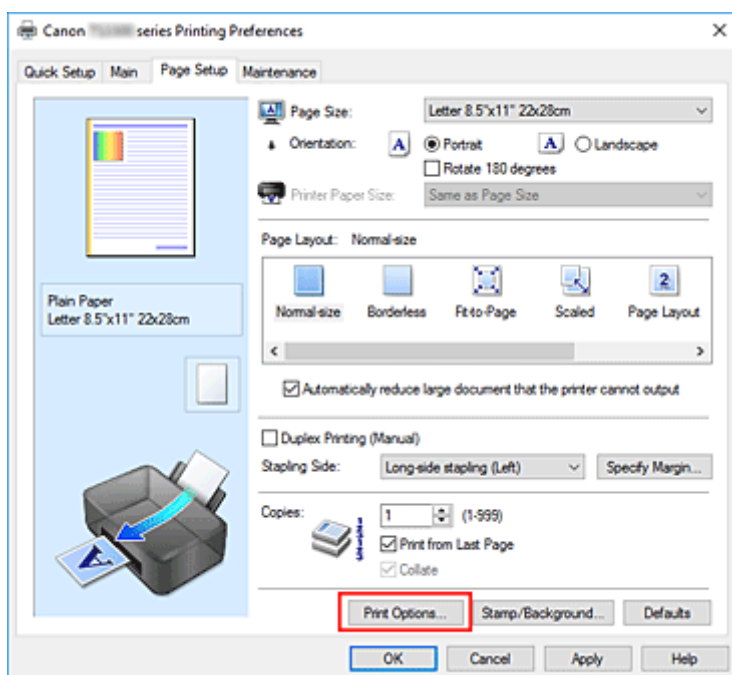 Canon series Printing Preferences
Quick Setup Main Page Setup Maintenance
Page Size: Letter 8.5"x11" 22x28cm
Orientation: A Portrait A Landscape
Rotate 180 degrees
Printer Paper Size: Same as Page Size
Page Layout: Normal-size
2
Normal-size Borderless Fit-to-Page Scaled Page Layout
Automatically reduce large document that the printer cannot output
Plain Paper
Letter 8.5"x11" 22x28cm
Duplex Printing (Manual)
Stapling Side: Long-side stapling (Left) Specify Margin...
Copies: 1 (1-999)
Print from Last Page
Collate
A
Print Options... Stamp/Background... Defaults
OK Cancel Apply Help